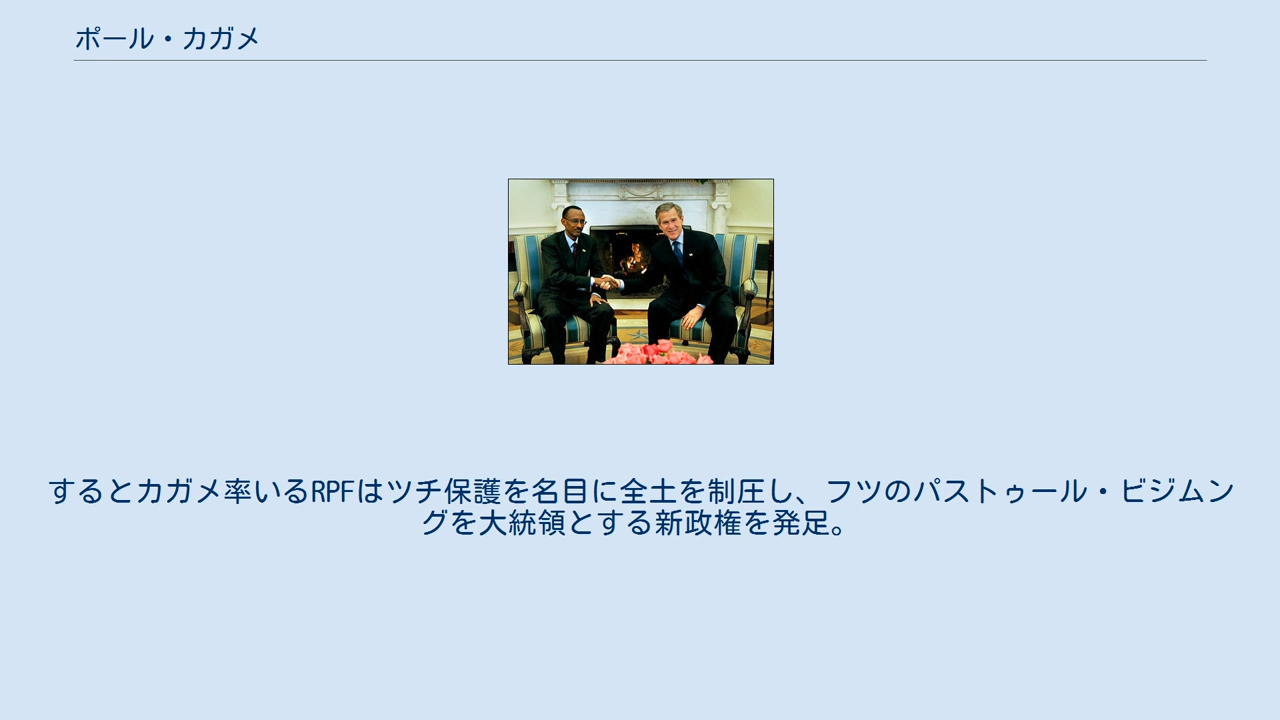 ポール・カガメ
するとカガメ率いるRPFはツチ保護を名目に全土を制圧し、フツのパストゥール・ビジムン
グを大統領とする新政権を発足。